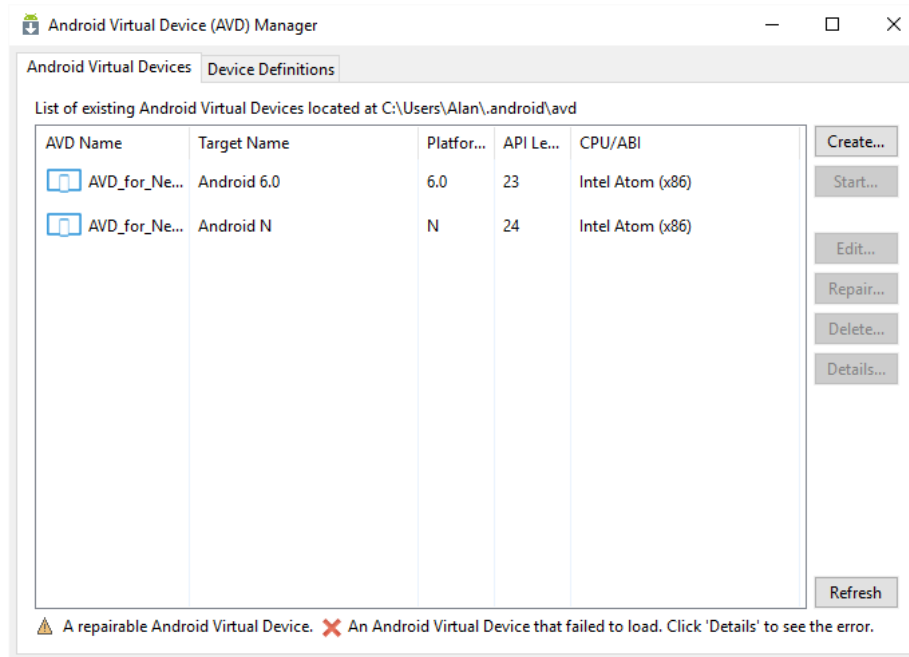 Android Virtual Device (AVD) Manager
Android Virtual Devices Device Definitions
List of existing Android Virtual Devices located at C:\Users\Alan\.android\avd
AVD Name Target Name Platfor... API Le... CPU/ABI Create...
AVD_for_Ne... Android 6.0 6.0 23 Intel Atom (x86) Start...
AVD_for_Ne... Android N N 24 Intel Atom (x86)
Edit...
Repair...
Delete...
Details...
Refresh
A repairable Android Virtual Device. An Android Virtual Device that failed to load. Click 'Details' to see the error.